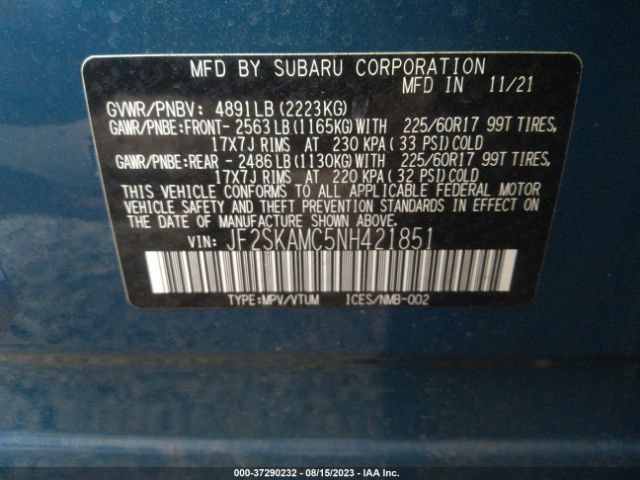 MFD BY SUBARU CORPORATION
MFD IN 11/21
GVWR/PNBV: 4891LB(2223KG)
GAWR/PNBE:FRONT- 2563LB(1165KG)WITH 225/60R17 99T TIRES,
17X7J RIMS AT 230 KPA( 33 PSI)COLD
GAWR/PNBE:REAR - 2486LB(1130KG)WITH 225/60R17 99T TIRES,
17X7J RIMS AT 220 KPA( 32 PSI)COLD
THIS VEHICLE CONFORMS TO ALL APPLICABLE FEDERAL MOTOR
VEHICLE SAFETY AND THEFT PREVENTION STANDARDS IN EFFECT ON
THE DATE OF MANUFACTURE SHOWN ABOVE.
VIN: JF2SKAMC5NH421851
TYPE:MPV/VTUM ICES/NMB-002
000-37290232 - 08/15/2023 - IAA Inc.